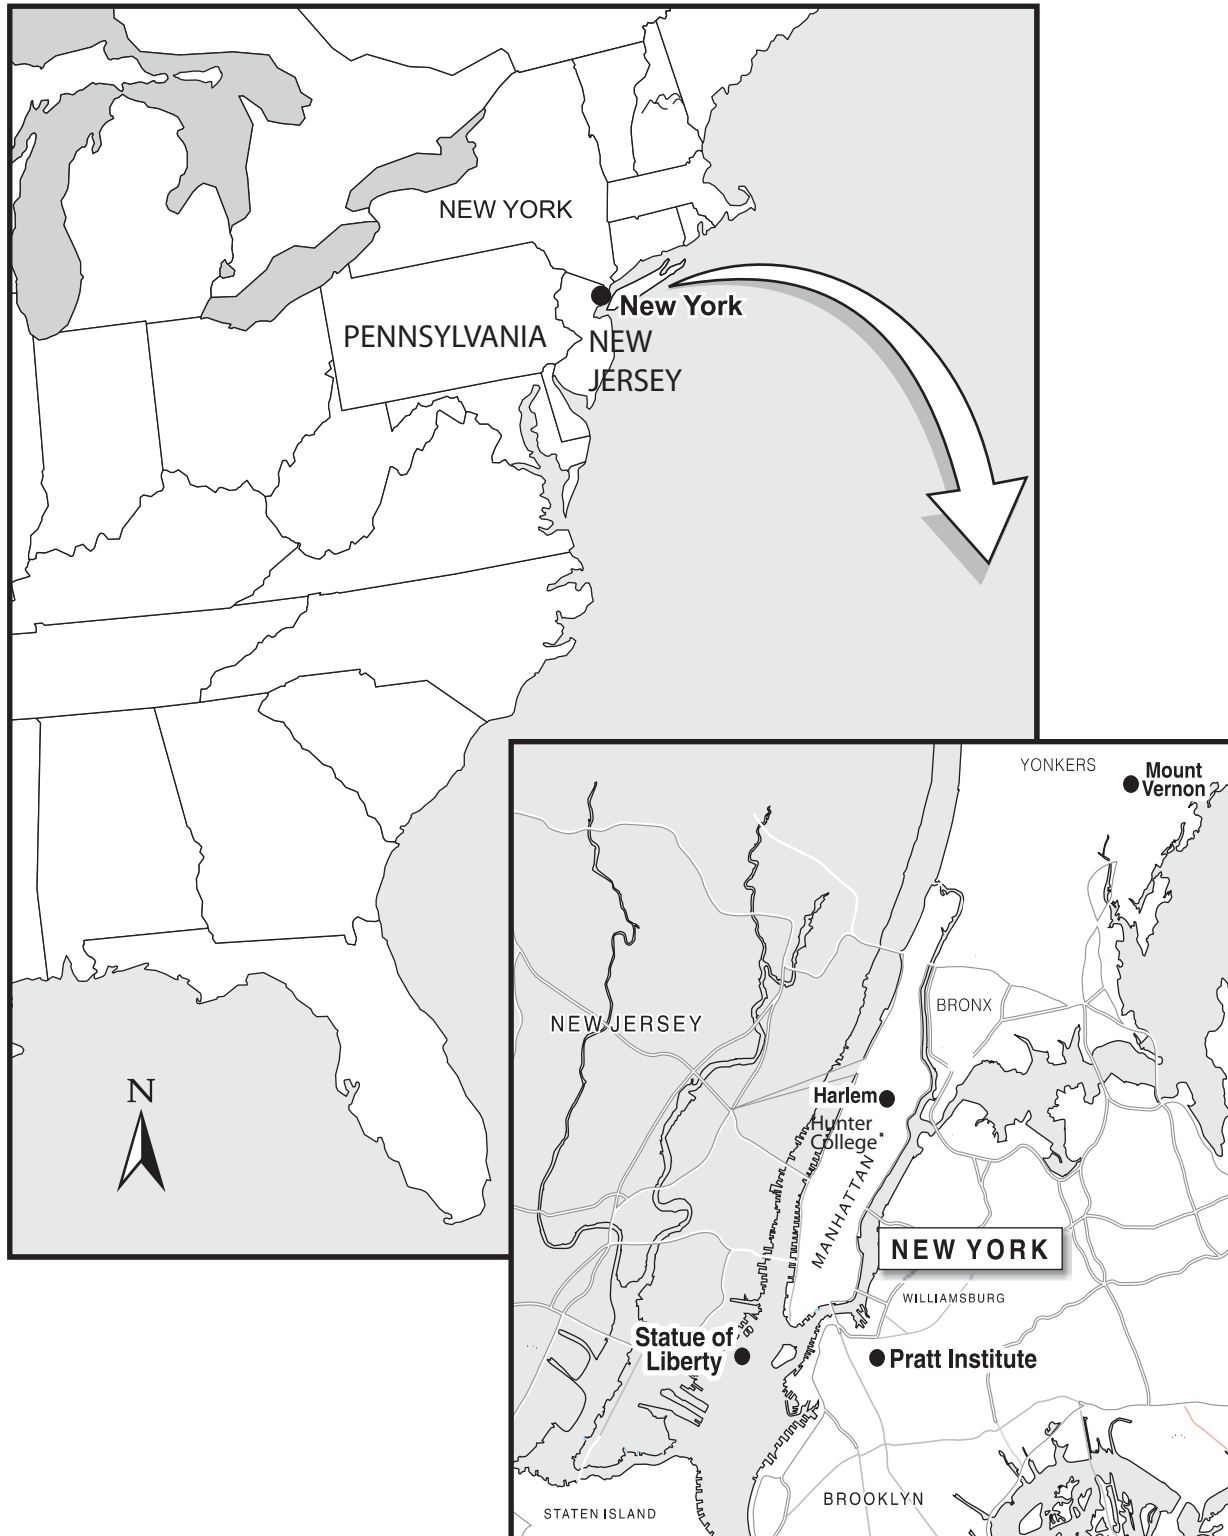 NEW YORK
New York
PENNSYLVANIA
NEW
JERSEY
N
YONKERS
Mount
Vernon
NEW JERSEY
BRONX
Harlem
Hunter
College
MANHATTAN
NEW YORK
WILLIAMSBURG
Statue of
Liberty
Pratt Institute
BROOKLYN
STATEN ISLAND